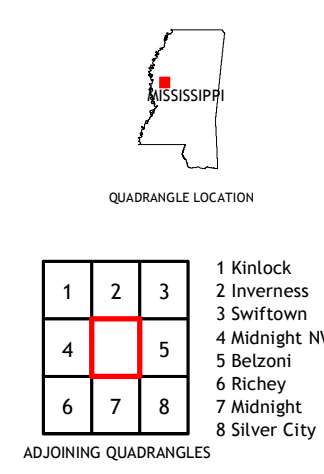 MISSISSIPPI
QUADRANGLE LOCATION
1 2 3
4 5
6 7 8
1 Kinlock
2 Inverness
3 Swiftown
4 Midnight NW
5 Belzoni
6 Richey
7 Midnight
8 Silver City
ADJOINING QUADRANGLES